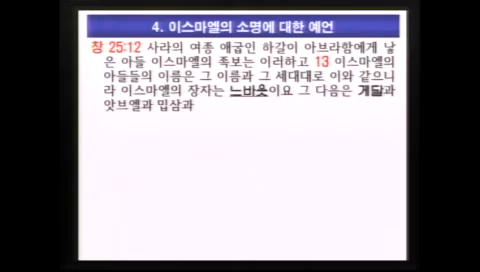 4. 이스마엘의 소명에 대한 예언
창 25:12 사라의 여종 애굽인 하갈이 아브라함에게 낳
은 아들 이스마엘의 족보는 이러하고 13 이스마엘의
아들들의 이름은 그 이름과 그 세대대로 이와 같으니
라 이스마엘의 장자는 느바욧이요 그 다음은 게달과
앗브엘과 밉삼과